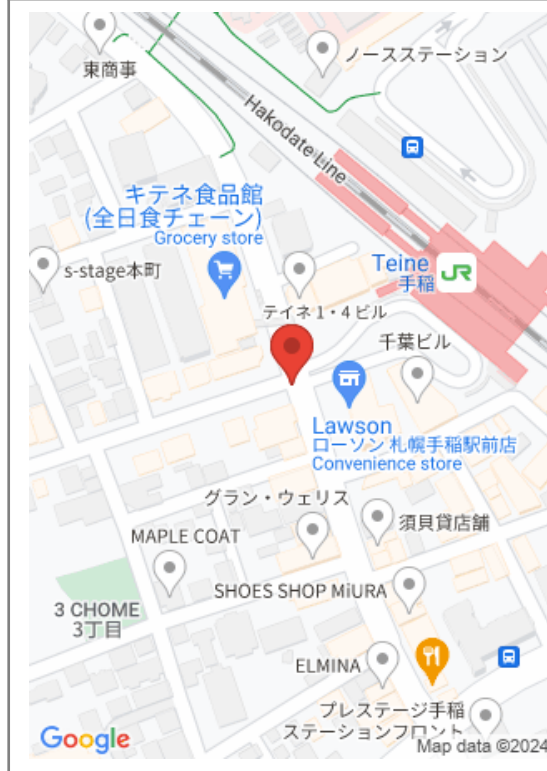 東商事
ノースステーション
Hakodate Line
キテネ食品館
(全日食チェーン)
Grocery store
s-stage本町
Teine
手稲
JR
テイネ1・4ビル
千葉ビル
Lawson
ローソン 札幌手稲駅前店
Convenience store
グラン・ウェリス
須貝貸店舗
MAPLE COAT
SHOES SHOP MiURA
3 CHOME
3丁目
ELMINA
プレステージ手稲
ステーションフロント
Google
Map data ©2024